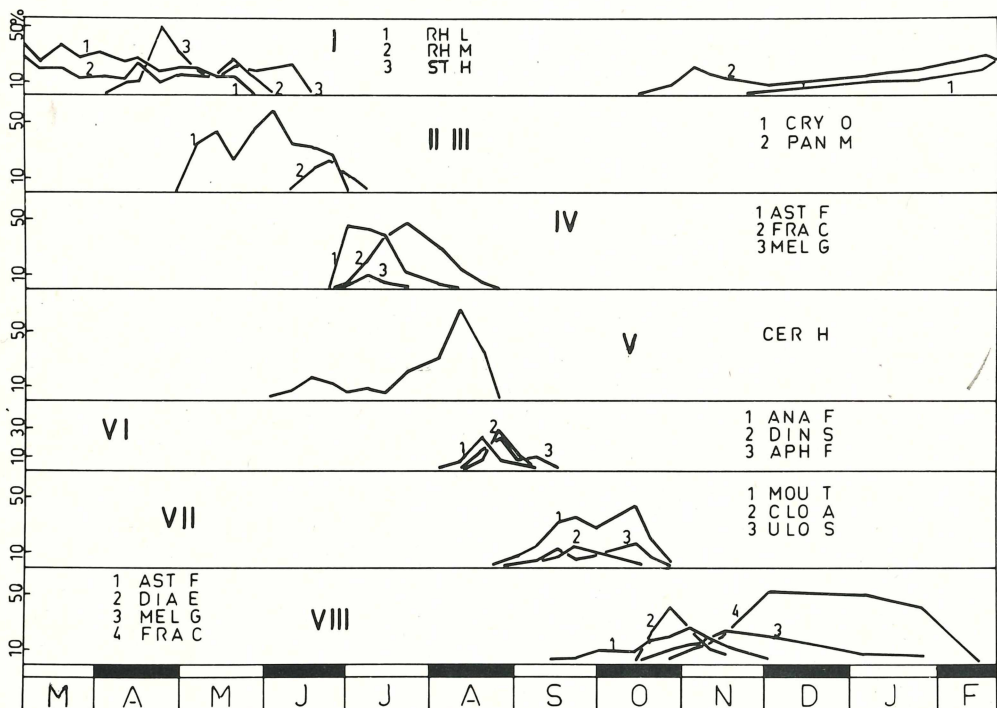 50%
10
I
1 RH L
2 RH M
3 ST H
1
2
3
1
2
3
2
1
1
50
10
II III
1 CRY O
2 PAN M
1
2
50
10
IV
1 AST F
2 FRA C
3 MEL G
1
2
3
50
10
V
CER H
30
10
VI
1 ANA F
2 DIN S
3 APH F
1
2
3
50
10
VII
1 MOU T
2 CLO A
3 ULO S
1
2
3
50
10
VIII
1 AST F
2 DIA E
3 MEL G
4 FRA C
1
2
4
3
M A M J J A S O N D J F